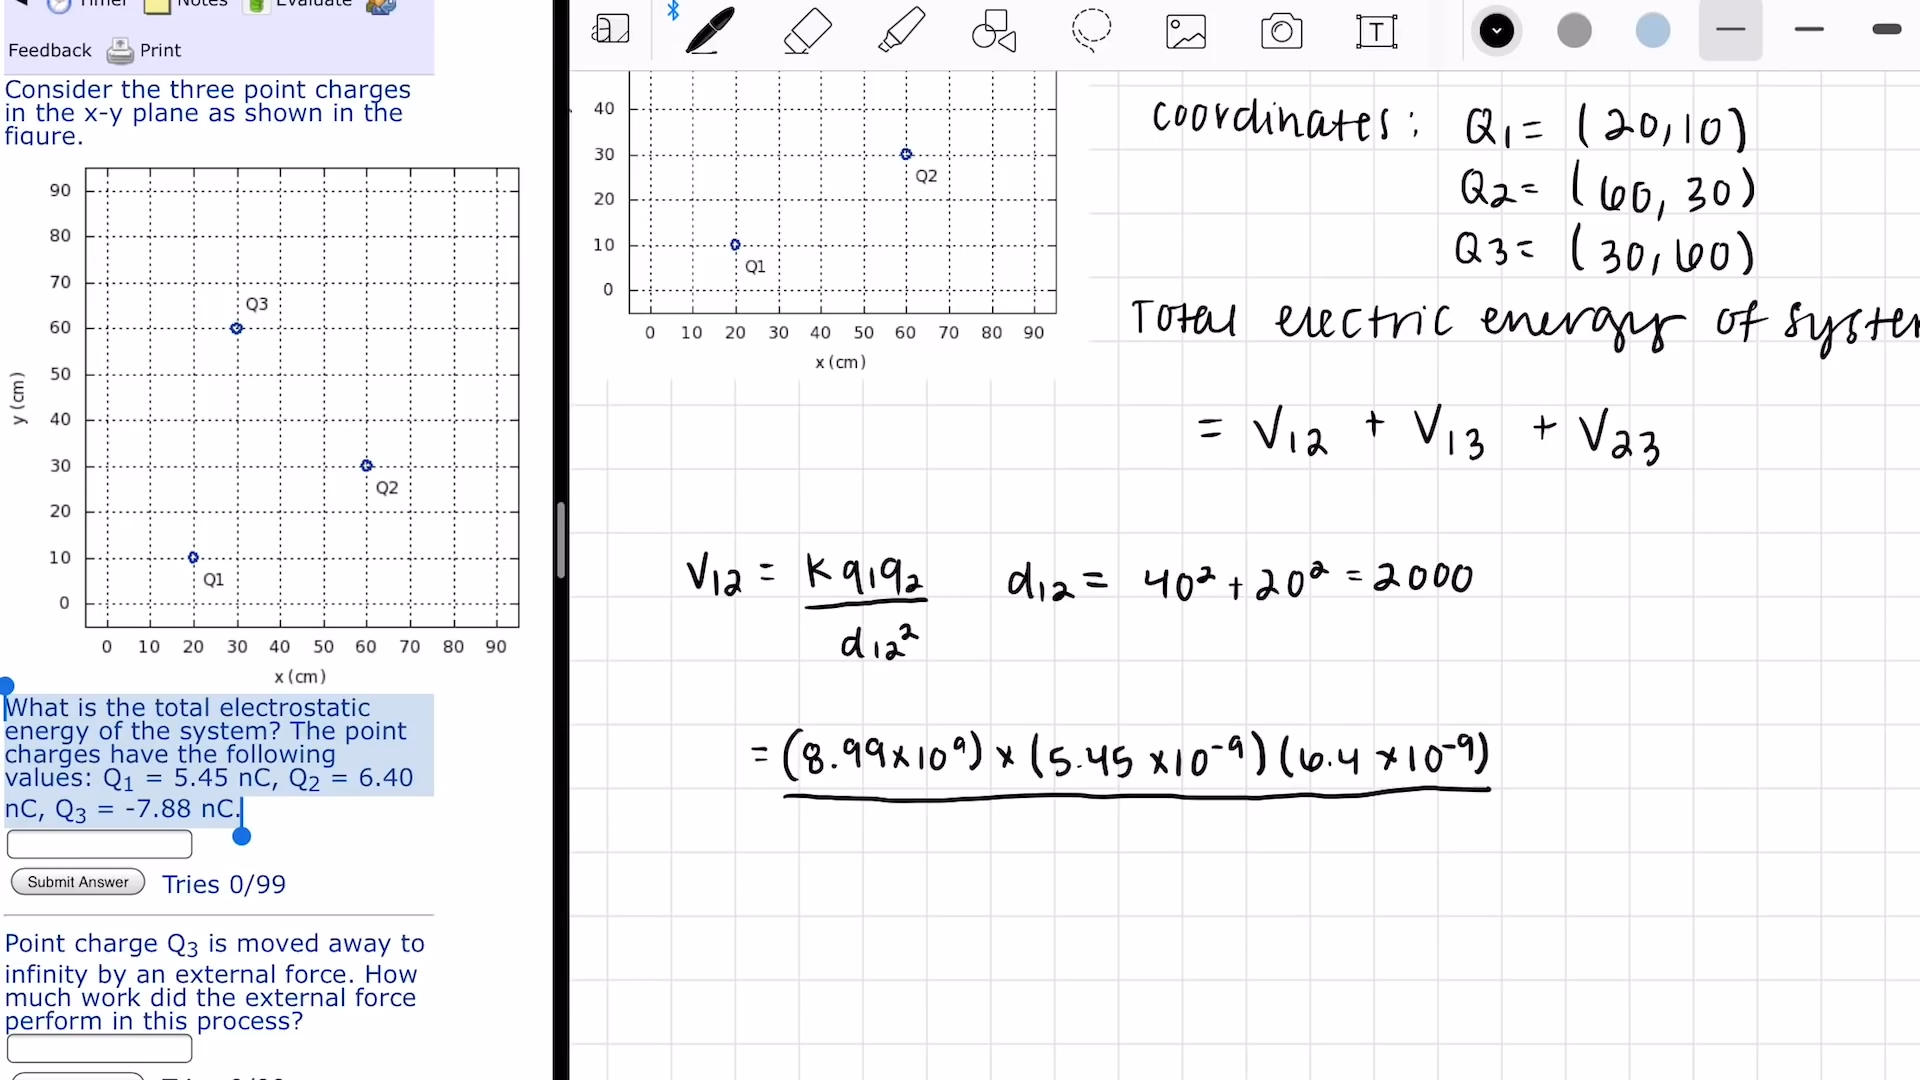 Timer Notes Evaluate
Feedback Print
Consider the three point charges
in the x-y plane as shown in the
figure.
90
80
70
60
50
40
30
20
10
0
y (cm)
Q3
Q2
Q1
0 10 20 30 40 50 60 70 80 90
x (cm)
What is the total electrostatic
energy of the system? The point
charges have the following
values: Q1 = 5.45 nC, Q2 = 6.40
nC, Q3 = -7.88 nC.
Submit Answer Tries 0/99
Point charge Q3 is moved away to
infinity by an external force. How
much work did the external force
perform in this process?
T
40
30
20
10
0
Q2
Q1
0 10 20 30 40 50 60 70 80 90
x (cm)
coordinates: Q1 = (20,10)
Q2 = (60, 30)
Q3 = (30,60)
Total electric energy of system
= V12 + V13 + V23
V12 = kq1q2 / d12² d12 = 40² + 20² = 2000
= (8.99 x 10⁹) x (5.45 x 10⁻⁹) (6.4 x 10⁻⁹)